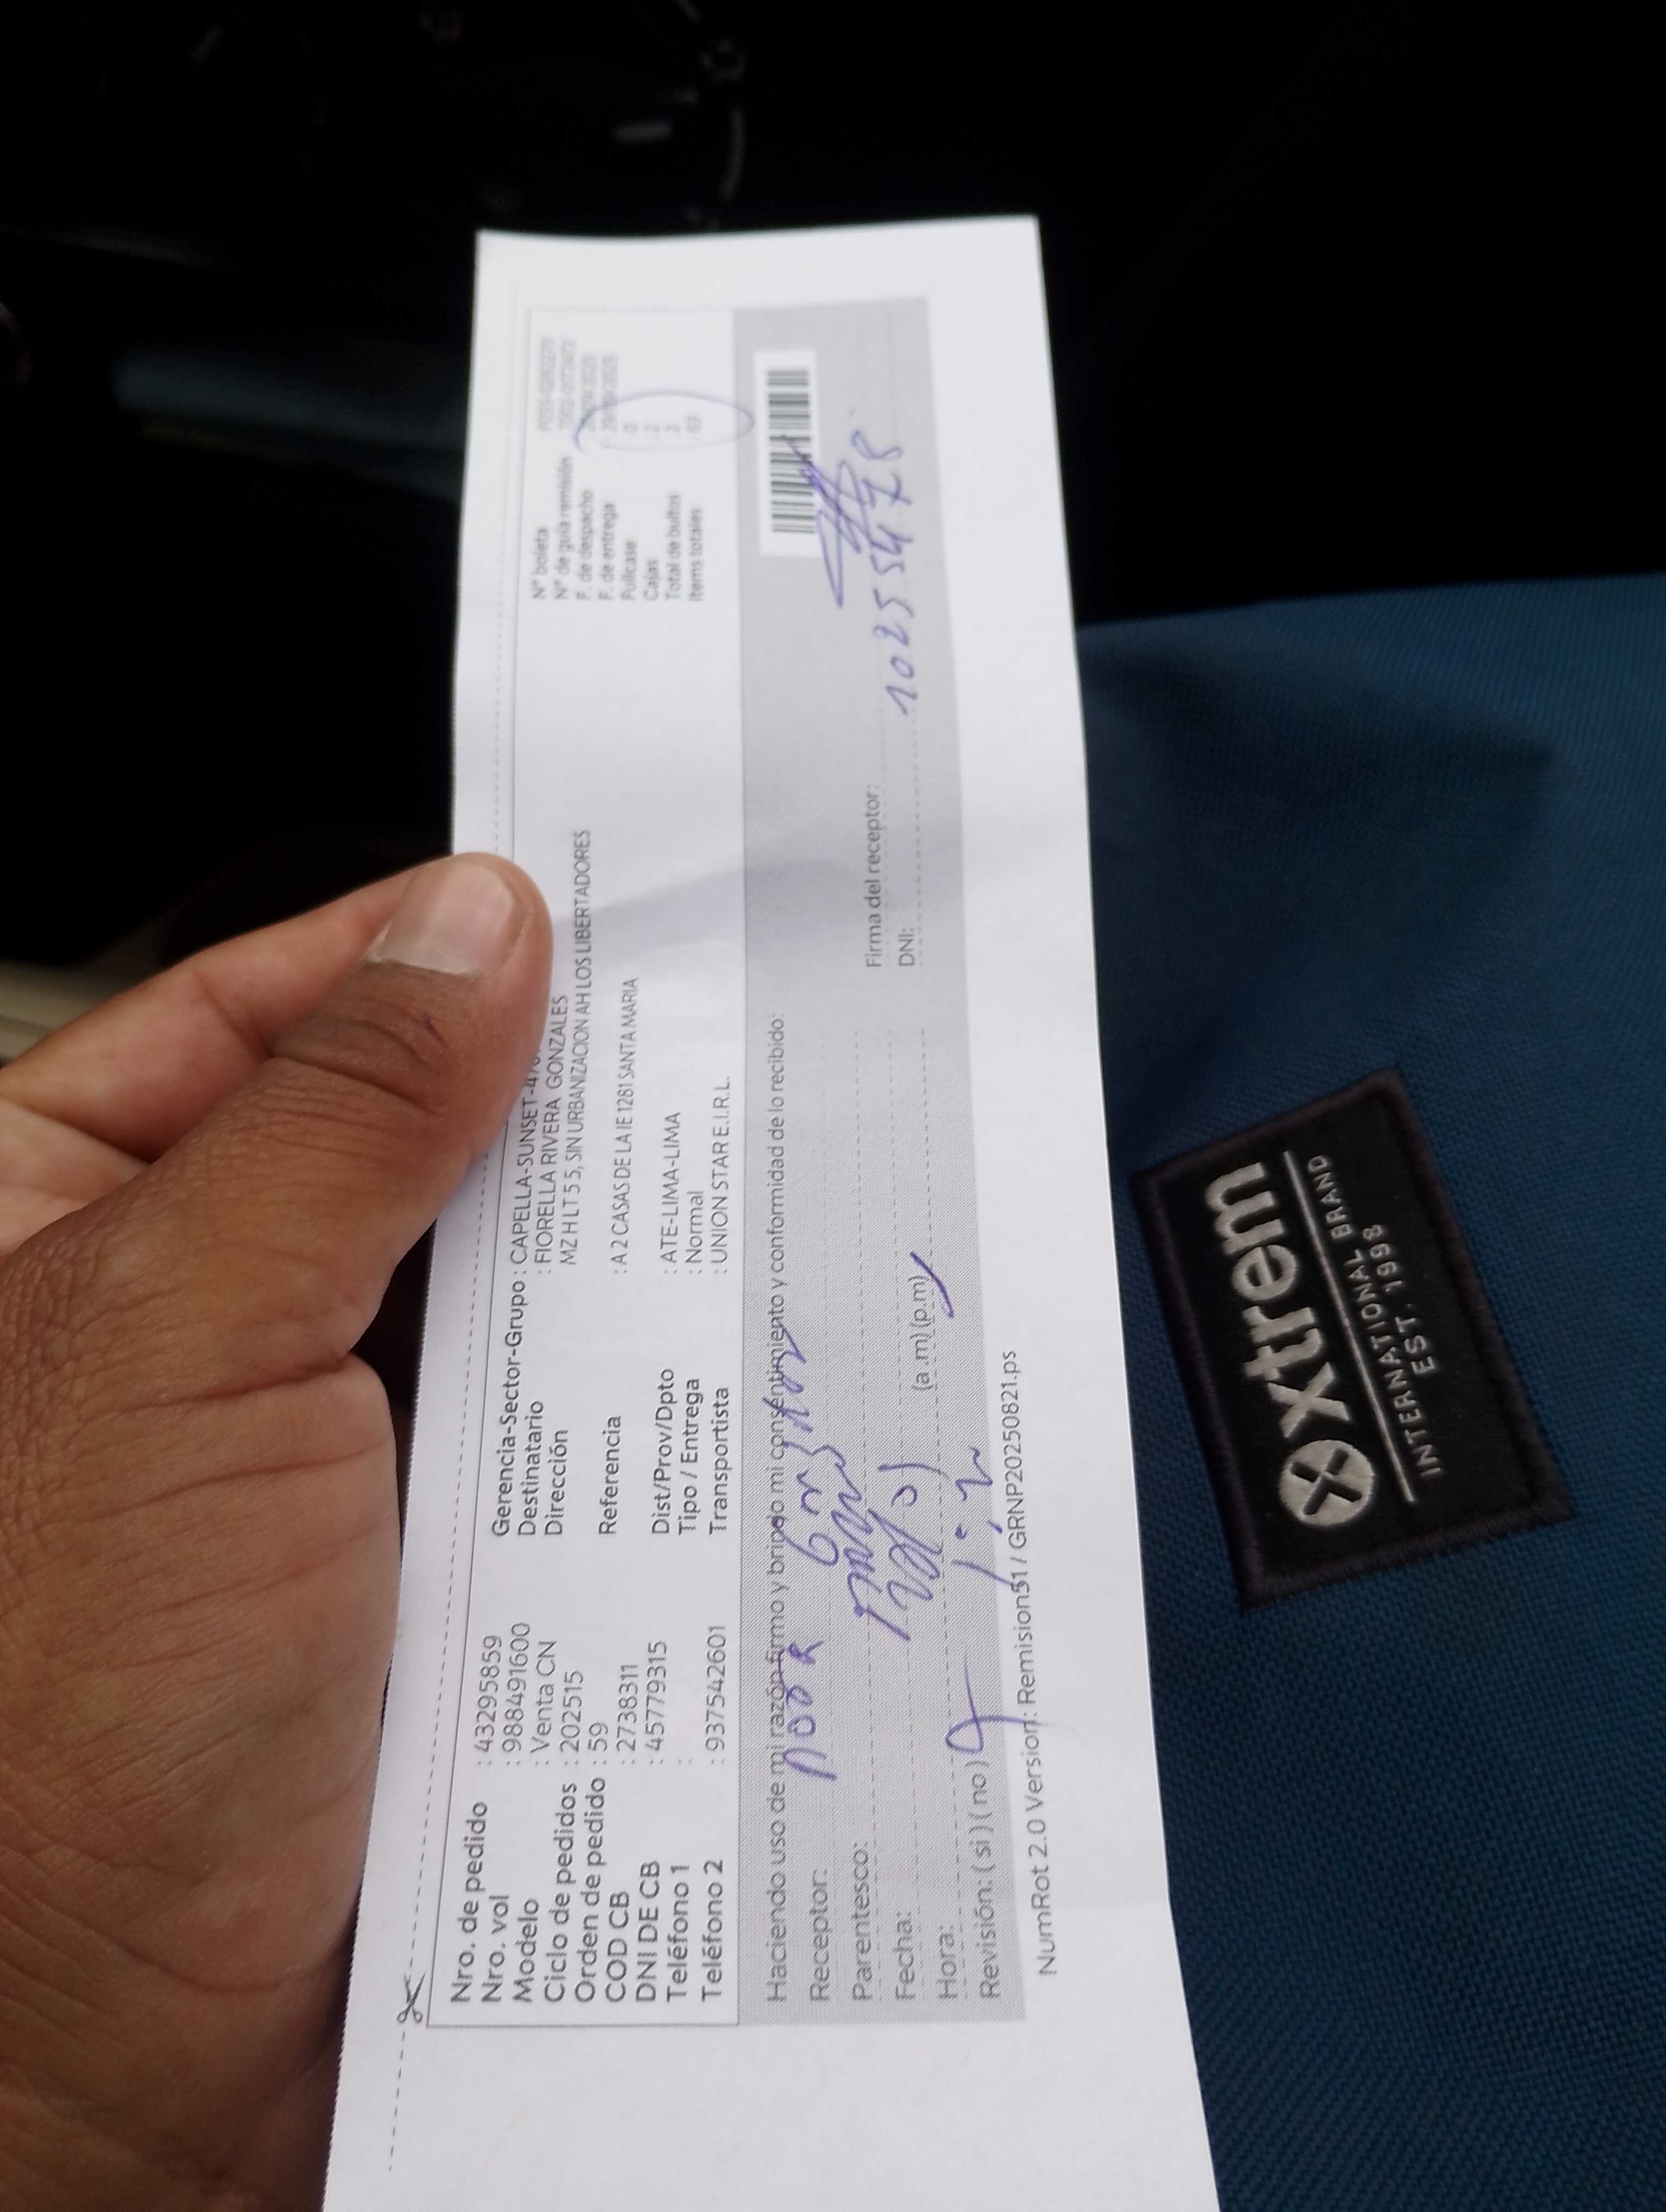 Nro. de pedido : 43295859
Nro. vol : 9884491600
Modelo : Venta CN
Ciclo de pedidos : 202515
Orden de pedido : 59
COD CB : 2738311
DNI DE CB : 45779315
Teléfono 1 :
Teléfono 2 : 937542601
Gerencia-Sector-Grupo : CAPELLA-SUNSET-
Destinatario : FIORELLA RIVERA GONZALES
Dirección MZ H LT 5 5, SIN URBANIZACION AH LOS LIBERTADORES
Referencia : A 2 CASAS DE LA IE 1281 SANTA MARIA
Dist/Prov/Dpto : ATE-LIMA-LIMA
Tipo / Entrega : Normal
Transportista : UNION STAR E.I.R.L.
N° boleta
N° de guía remisión
F. de despacho
F. de entrega
Fullcase 0
Cajas : 2
Total de bultos 2
Items totales : 63
Haciendo uso de mi razón firmo y brindo mi consentimiento y conformidad de lo recibido:
Receptor:
Parentesco:
Fecha:
Hora: (a.m) (p.m)
Revisión: ( si ) ( no )
Firma del receptor:
DNI: 10255478
NumRot 2.0 Version: Remision51 / GRNP20250821.ps
xtrem
INTERNATIONAL BRAND
EST. 1998